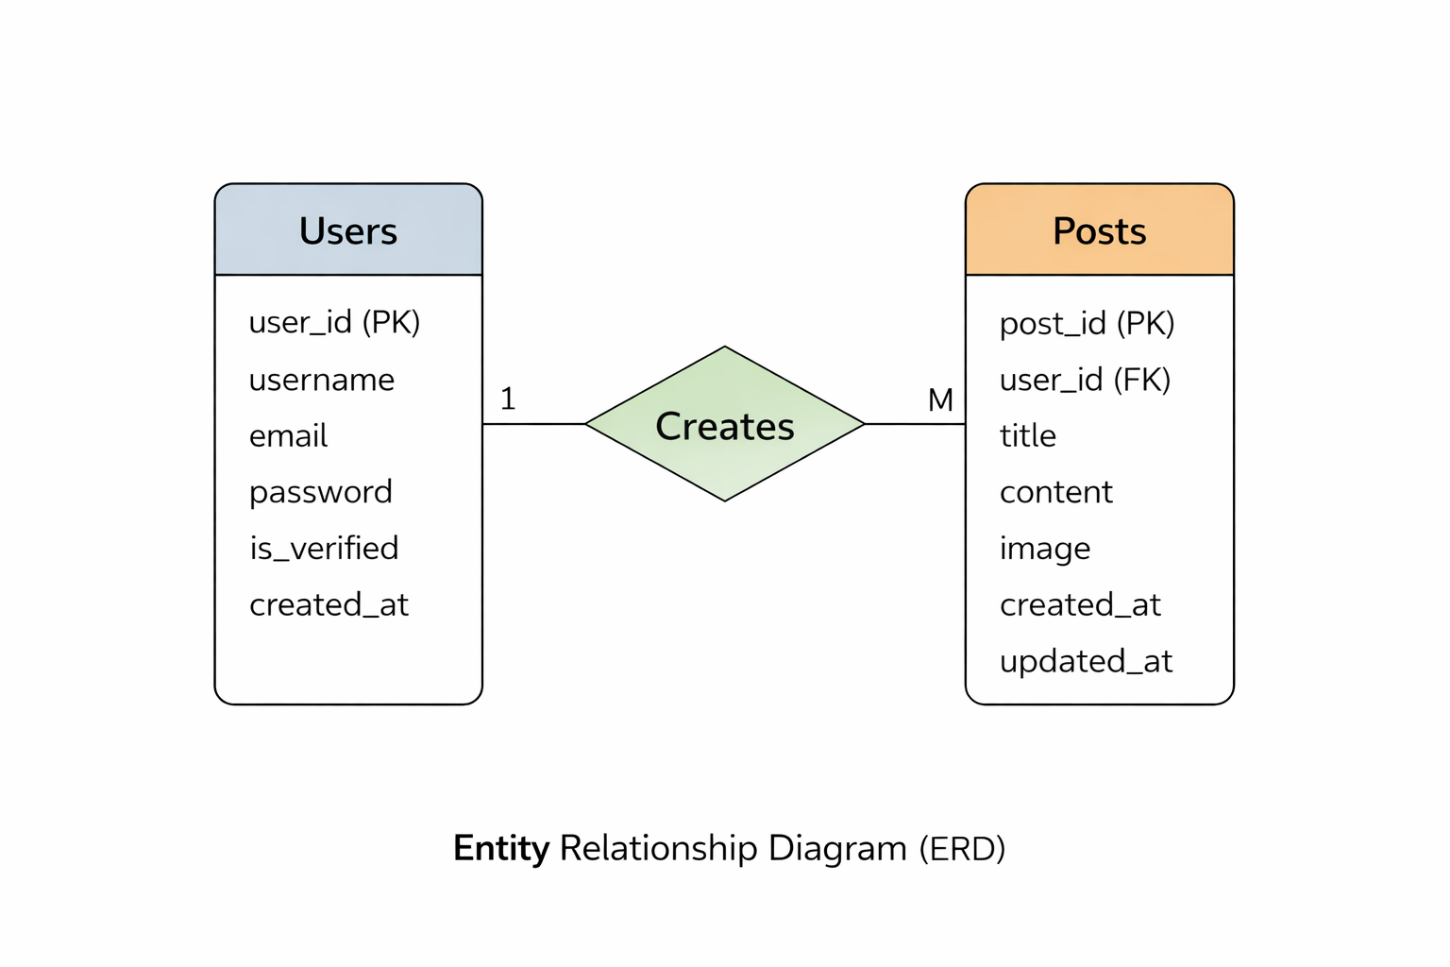 Users
user_id (PK)
username
email
password
is_verified
created_at
1
Creates
M
Posts
post_id (PK)
user_id (FK)
title
content
image
created_at
updated_at
Entity Relationship Diagram (ERD)